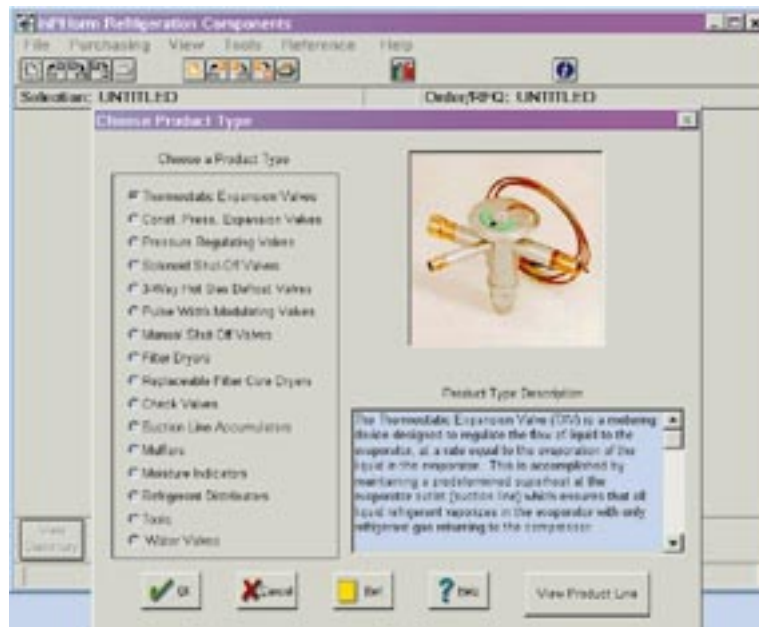 Refrigeration Components
File Purchasing View Tools Reference Help
Selection: UNTITLED
Order/RFQ: UNTITLED
Choose Product Type
Choose a Product Type
Thermostatic Expansion Valves
Const. Press. Expansion Valves
Pressure Regulating Valves
Solenoid Shut-Off Valves
3-Way Hot Gas Defrost Valves
Pulse Width Modulating Valves
Manual Shut Off Valves
Filter Dryers
Replaceable Filter Core Dryers
Check Valves
Suction Line Accumulators
Mufflers
Moisture Indicators
Refrigerant Distributors
Tools
Water Valves
Product Type Description
The Thermostatic Expansion Valve (TXV) is a metering
device designed to regulate the flow of liquid to the
evaporator, at a rate equal to the evaporation of the
liquid in the evaporator. This is accomplished by
maintaining a predetermined superheat at the
evaporator outlet (suction line) which ensures that all
liquid refrigerant vaporizes in the evaporator with only
refrigerant gas returning to the compressor.
View
Summary
OK
Cancel
Help
View Product Line